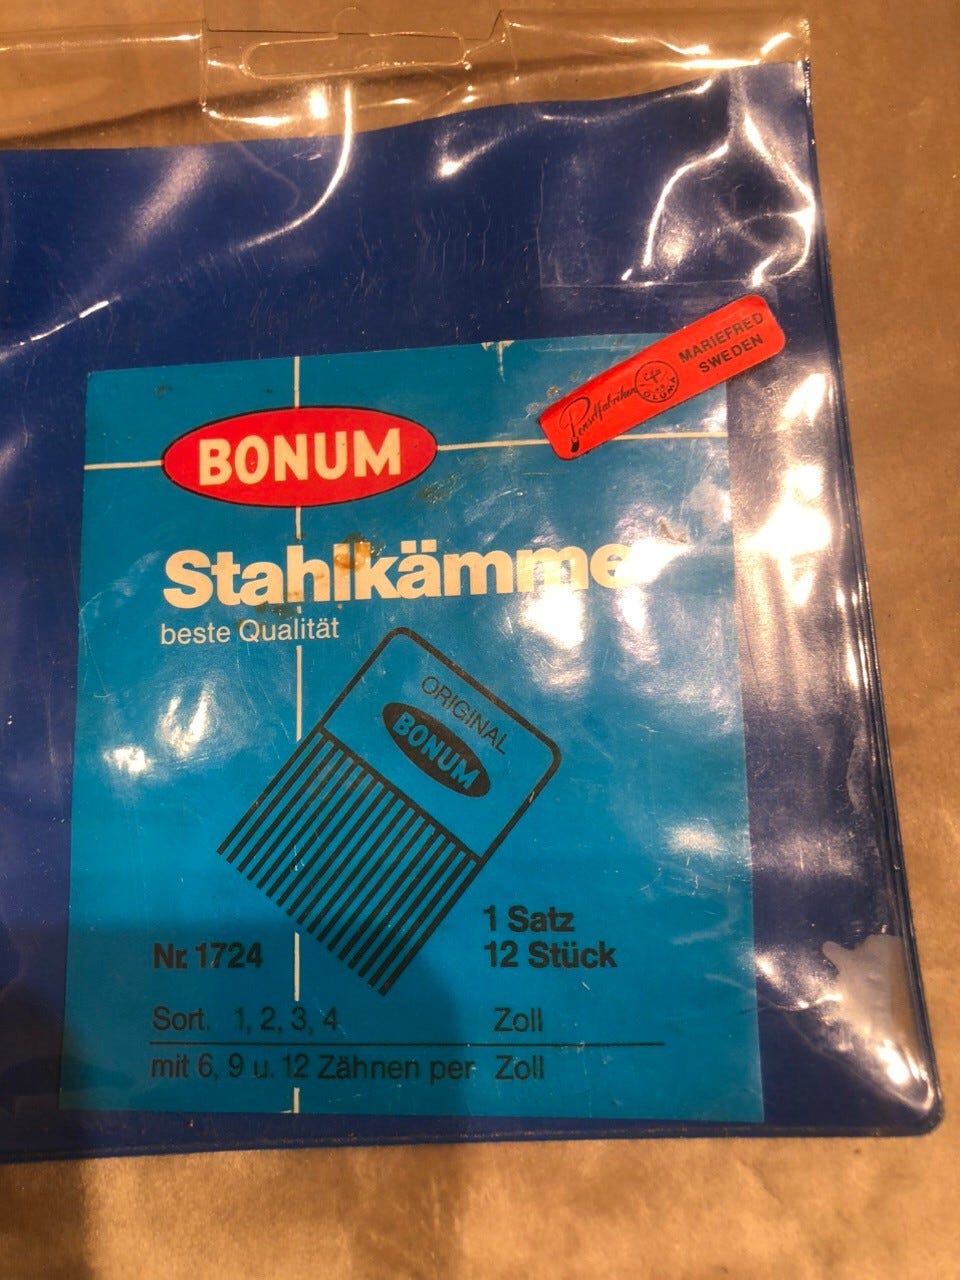 Penselfabriken
MARIEFRED
SWEDEN
BONUM
Stahlkämme
beste Qualität
ORIGINAL
BONUM
1 Satz
Nr. 1724 12 Stück
Sort. 1, 2, 3, 4 Zoll
mit 6, 9 u. 12 Zähnen per Zoll